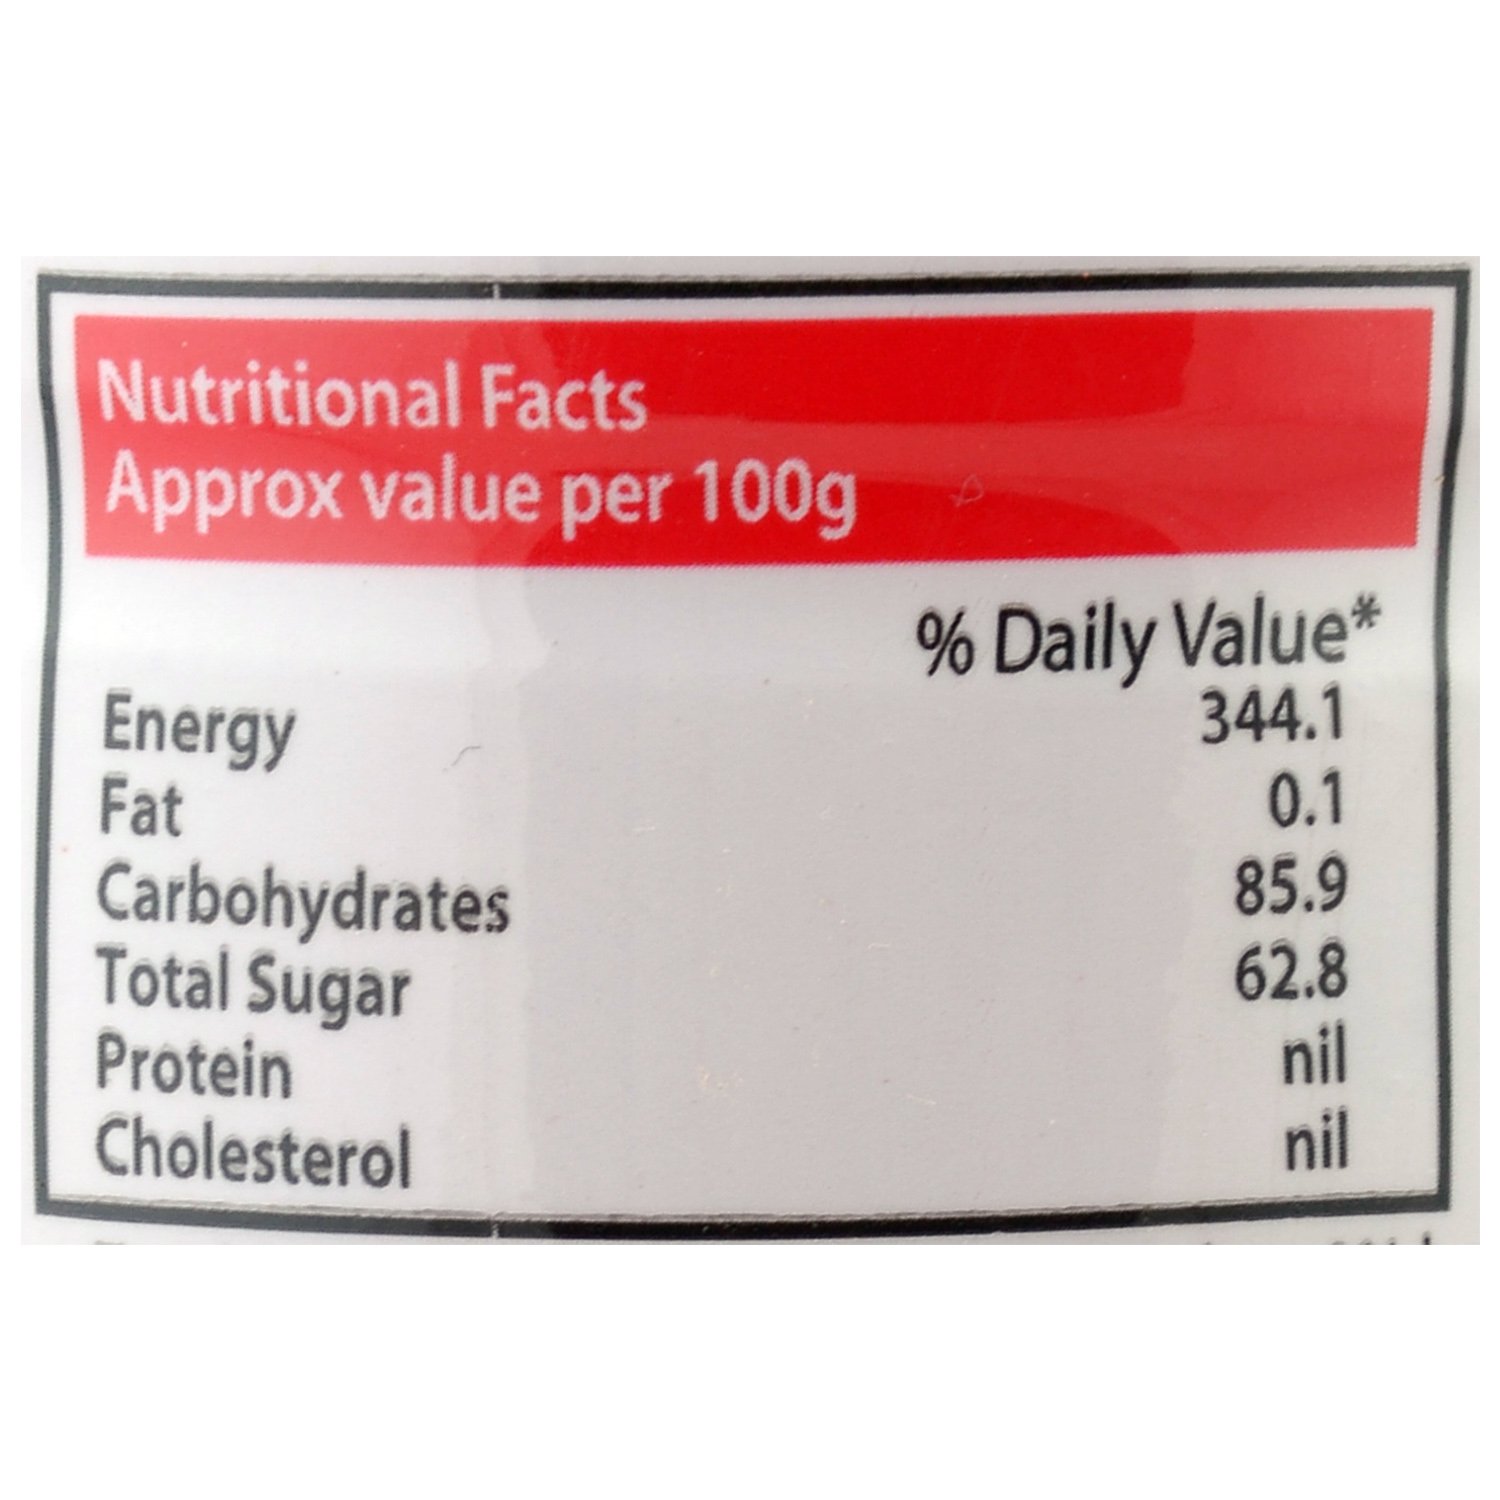 Nutritional Facts
Approx value per 100g
% Daily Value*
Energy 344.1
Fat 0.1
Carbohydrates 85.9
Total Sugar 62.8
Protein nil
Cholesterol nil